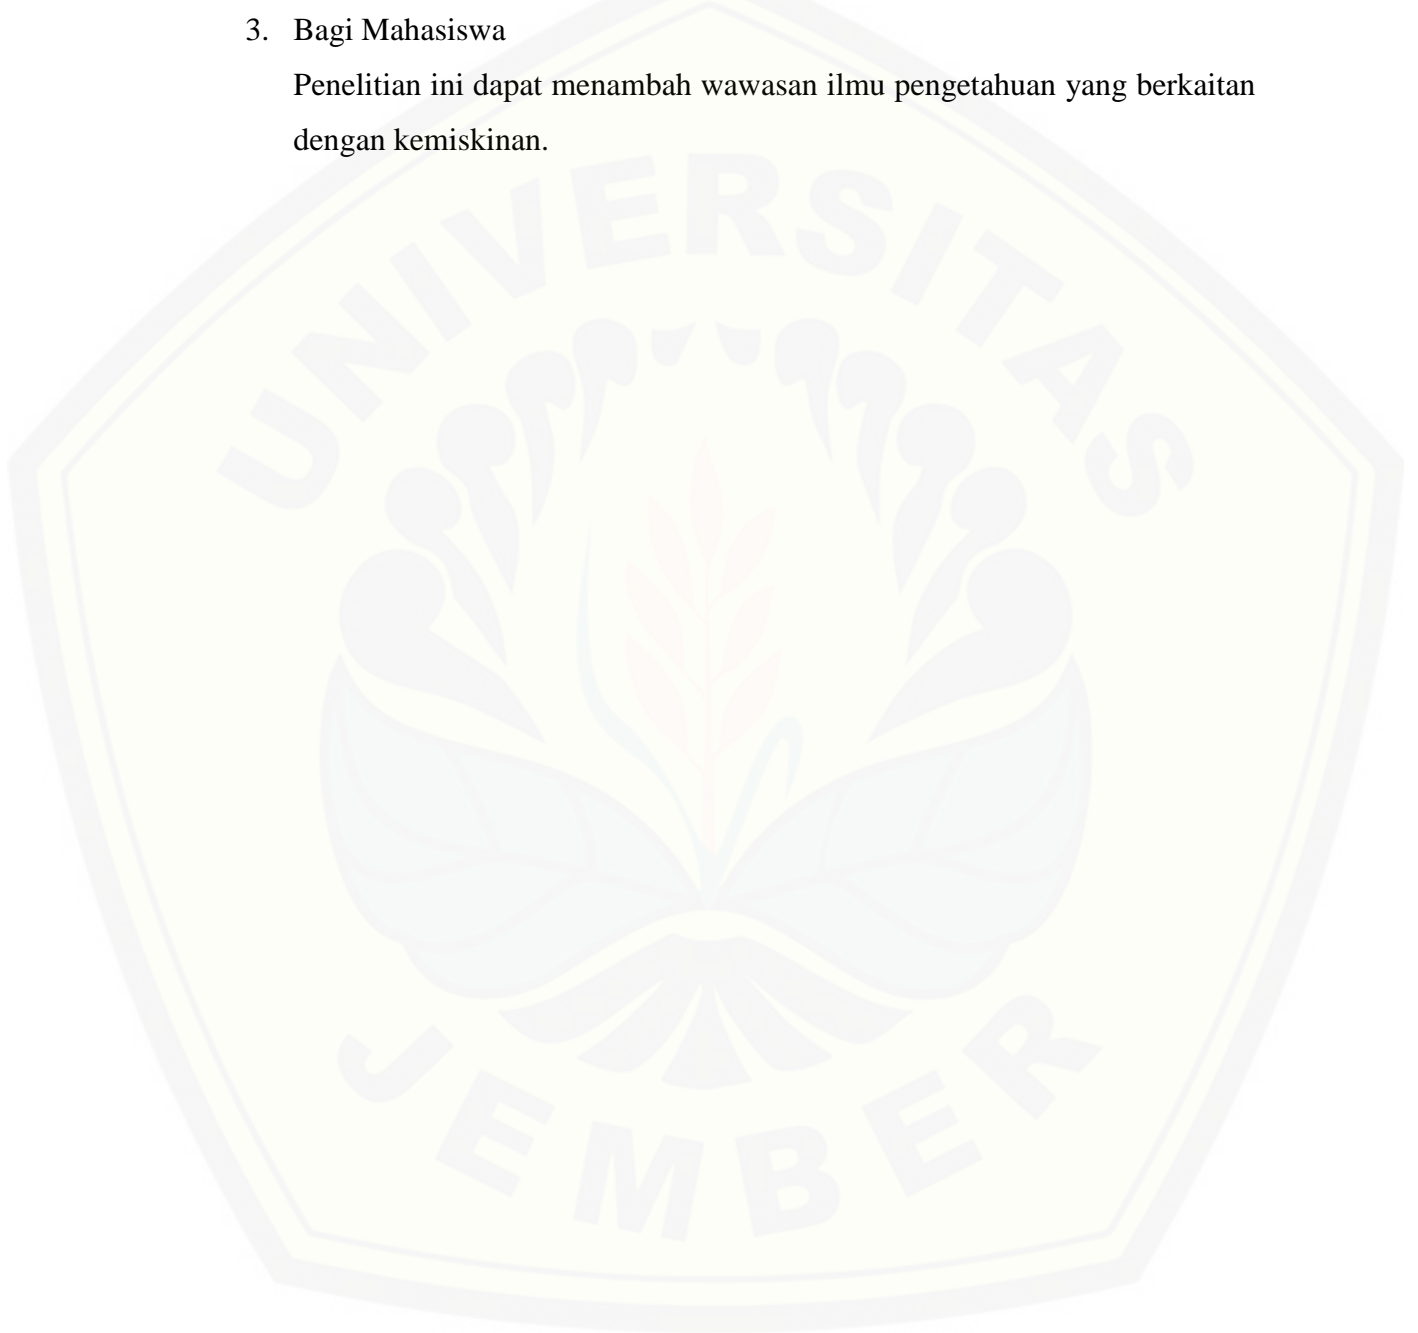 3. Bagi Mahasiswa
Penelitian ini dapat menambah wawasan ilmu pengetahuan yang berkaitan
dengan kemiskinan.
UNIVERSITAS
JEMBER